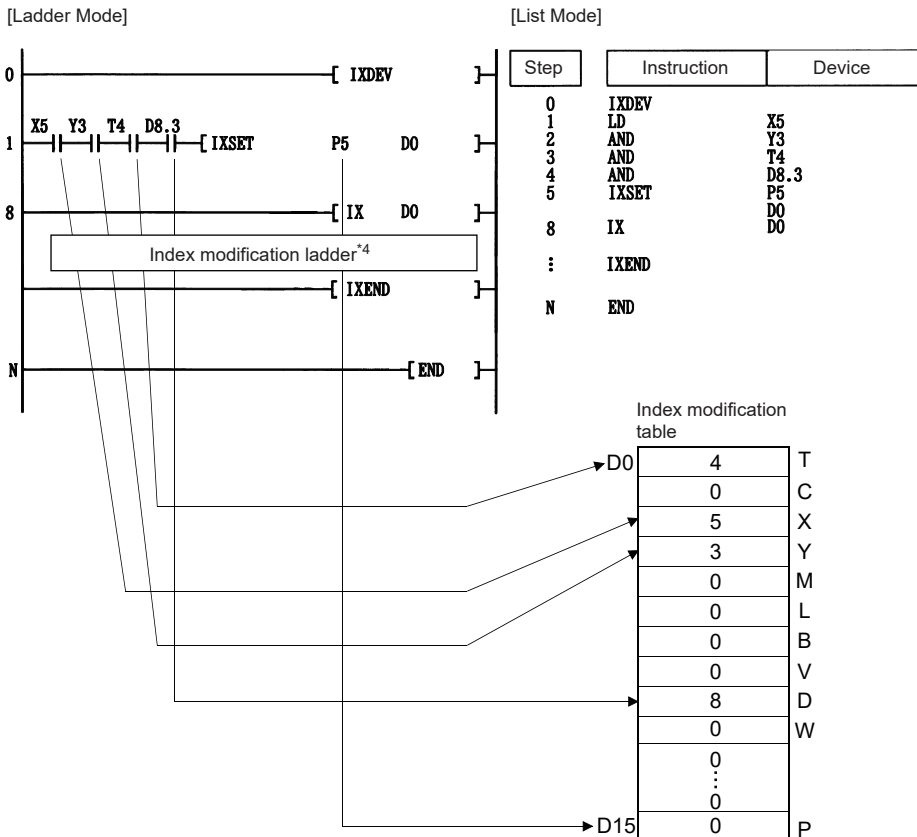 [Ladder Mode]
0 IXDEV
X5 Y3 T4 D8.3
1 IXSET P5 D0
8 IX D0
Index modification ladder*4
IXEND
N END
[List Mode]
Step Instruction Device
0 IXDEV
1 LD X5
2 AND Y3
3 AND T4
4 AND D8.3
5 IXSET P5
D0
8 IX D0
⋮ IXEND
N END
Index modification
table
D0 4 T
0 C
5 X
3 Y
0 M
0 L
0 B
0 V
8 D
0 W
0
⋮
0
D15 0 P